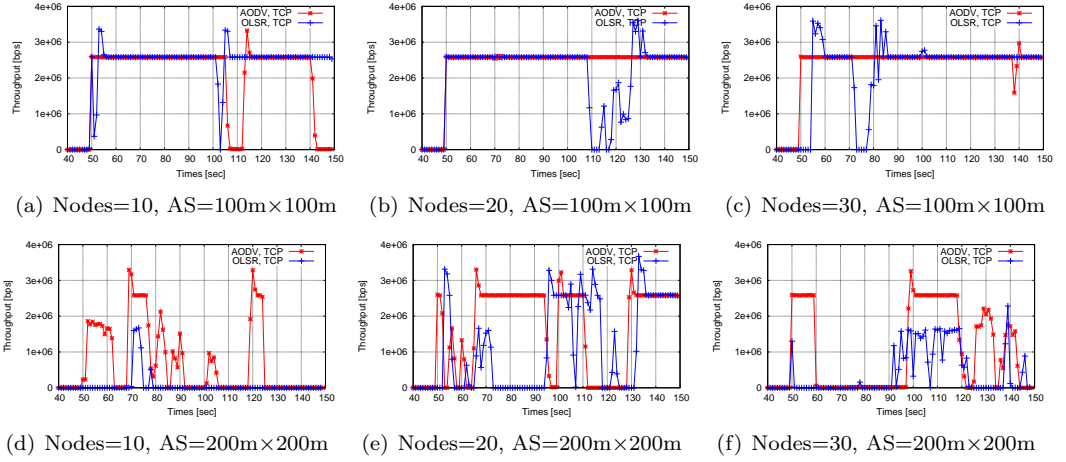 4e+06
3e+06
2e+06
1e+06
0
Throughput [bps]
AODV, TCP
OLSR, TCP
40 50 60 70 80 90 100 110 120 130 140 150
Times [sec]
(a) Nodes=10, AS=100m×100m
4e+06
3e+06
2e+06
1e+06
0
Throughput [bps]
AODV, TCP
OLSR, TCP
40 50 60 70 80 90 100 110 120 130 140 150
Times [sec]
(b) Nodes=20, AS=100m×100m
4e+06
3e+06
2e+06
1e+06
0
Throughput [bps]
AODV, TCP
OLSR, TCP
40 50 60 70 80 90 100 110 120 130 140 150
Times [sec]
(c) Nodes=30, AS=100m×100m
4e+06
3e+06
2e+06
1e+06
0
Throughput [bps]
AODV, TCP
OLSR, TCP
40 50 60 70 80 90 100 110 120 130 140 150
Times [sec]
(d) Nodes=10, AS=200m×200m
4e+06
3e+06
2e+06
1e+06
0
Throughput [bps]
AODV, TCP
OLSR, TCP
40 50 60 70 80 90 100 110 120 130 140 150
Times [sec]
(e) Nodes=20, AS=200m×200m
4e+06
3e+06
2e+06
1e+06
0
Throughput [bps]
AODV, TCP
OLSR, TCP
40 50 60 70 80 90 100 110 120 130 140 150
Times [sec]
(f) Nodes=30, AS=200m×200m